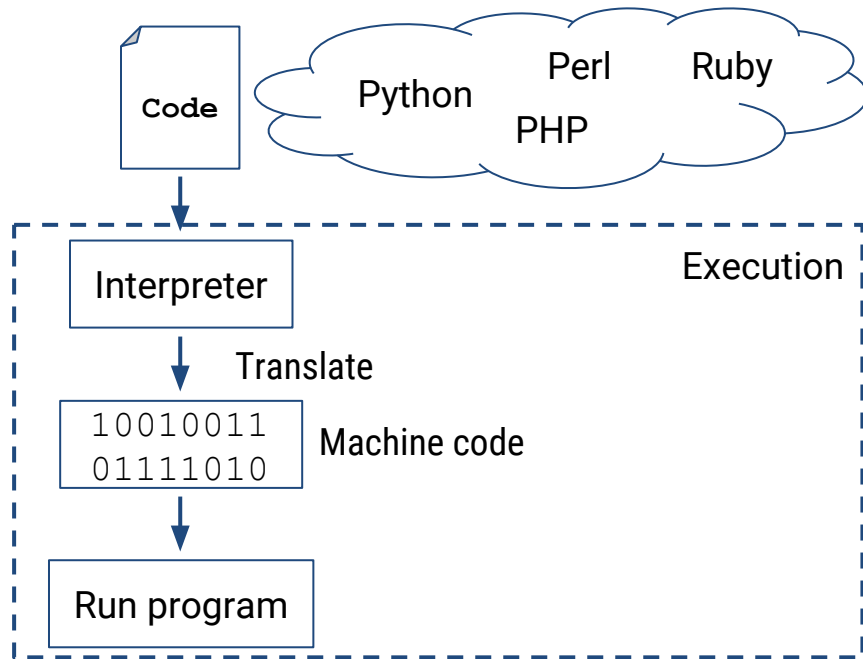 Code
Python
Perl
Ruby
PHP
Execution
Interpreter
Translate
10010011
01111010
Machine code
Run program